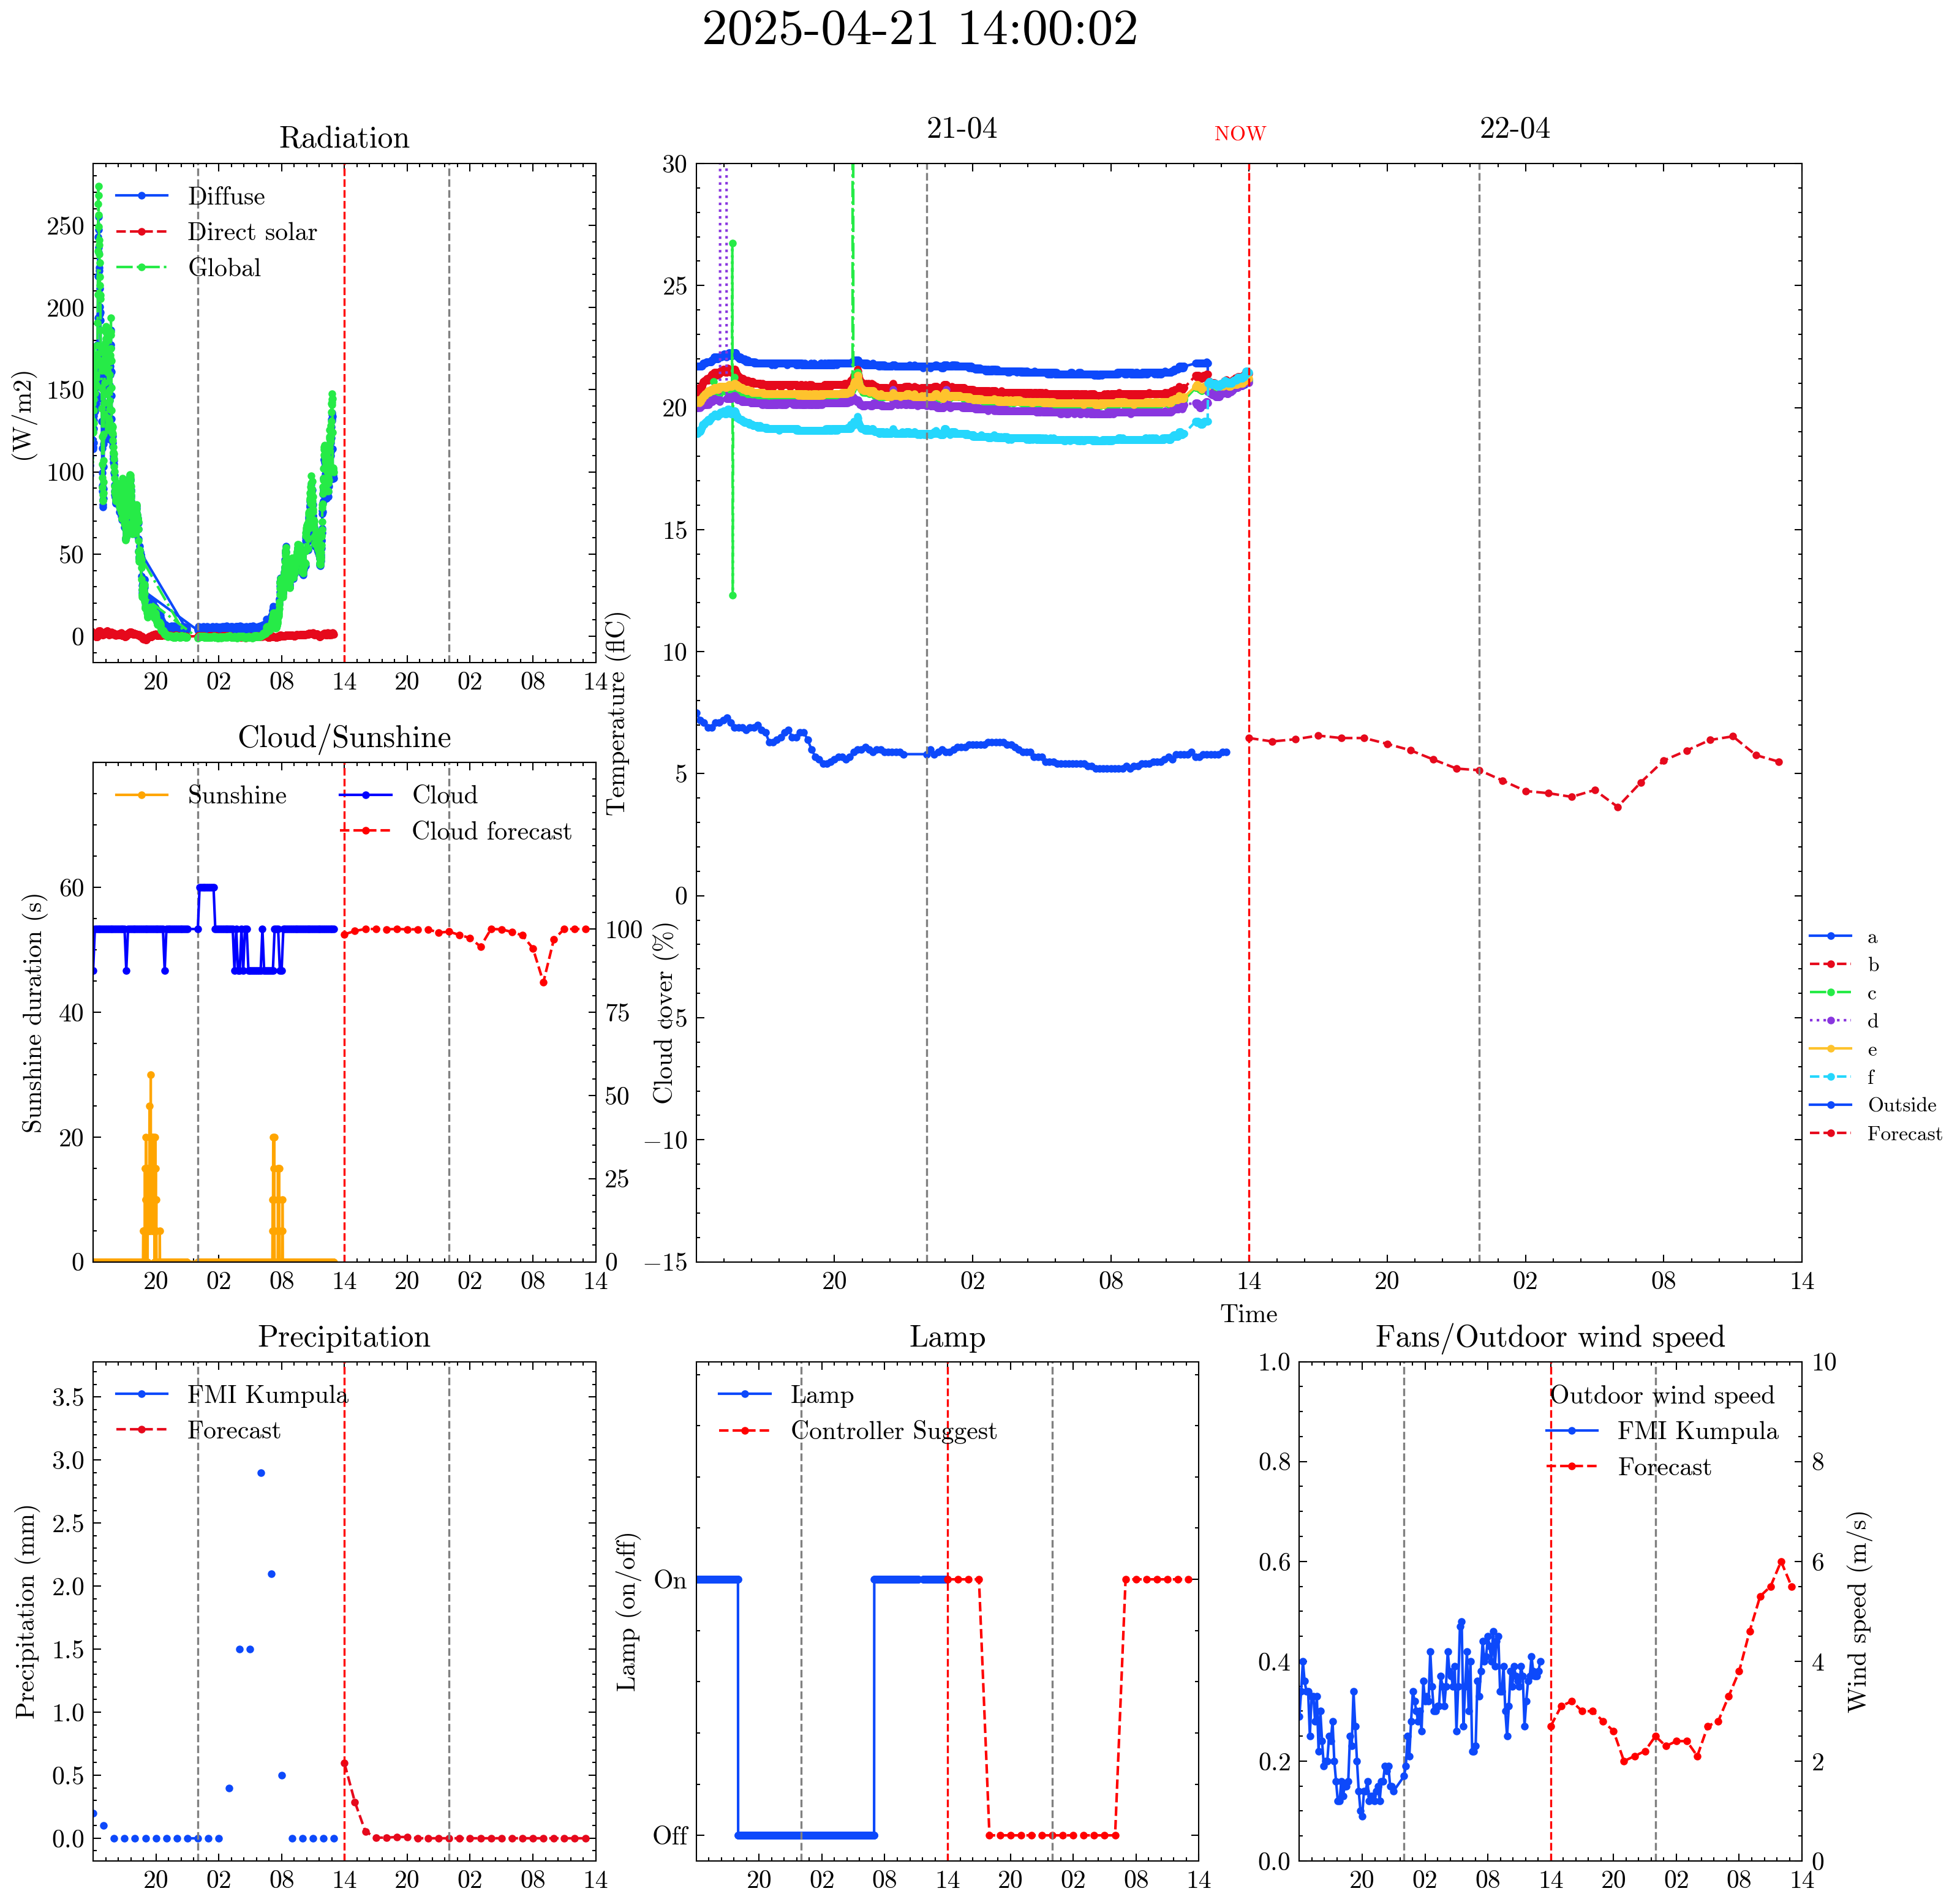 2025-04-21 14:00:02
Radiation
Diffuse
Direct solar
Global
(W/m2)
250
200
150
100
50
0
20 02 08 14 20 02 08 14
21-04 NOW 22-04
Temperature (flC)
30
25
20
15
10
5
0
−5
−10
−15
20 02 08 14 20 02 08 14
Time
a
b
c
d
e
f
Outside
Forecast
Cloud/Sunshine
Sunshine Cloud
Cloud forecast
Sunshine duration (s)
60
40
20
0
Cloud cover (%)
100
75
50
25
0
20 02 08 14 20 02 08 14
Precipitation
FMI Kumpula
Forecast
Precipitation (mm)
3.5
3.0
2.5
2.0
1.5
1.0
0.5
0.0
20 02 08 14 20 02 08 14
Lamp
Lamp
Controller Suggest
Lamp (on/off)
On
Off
20 02 08 14 20 02 08 14
Fans/Outdoor wind speed
Outdoor wind speed
FMI Kumpula
Forecast
1.0
0.8
0.6
0.4
0.2
0.0
Wind speed (m/s)
10
8
6
4
2
0
20 02 08 14 20 02 08 14